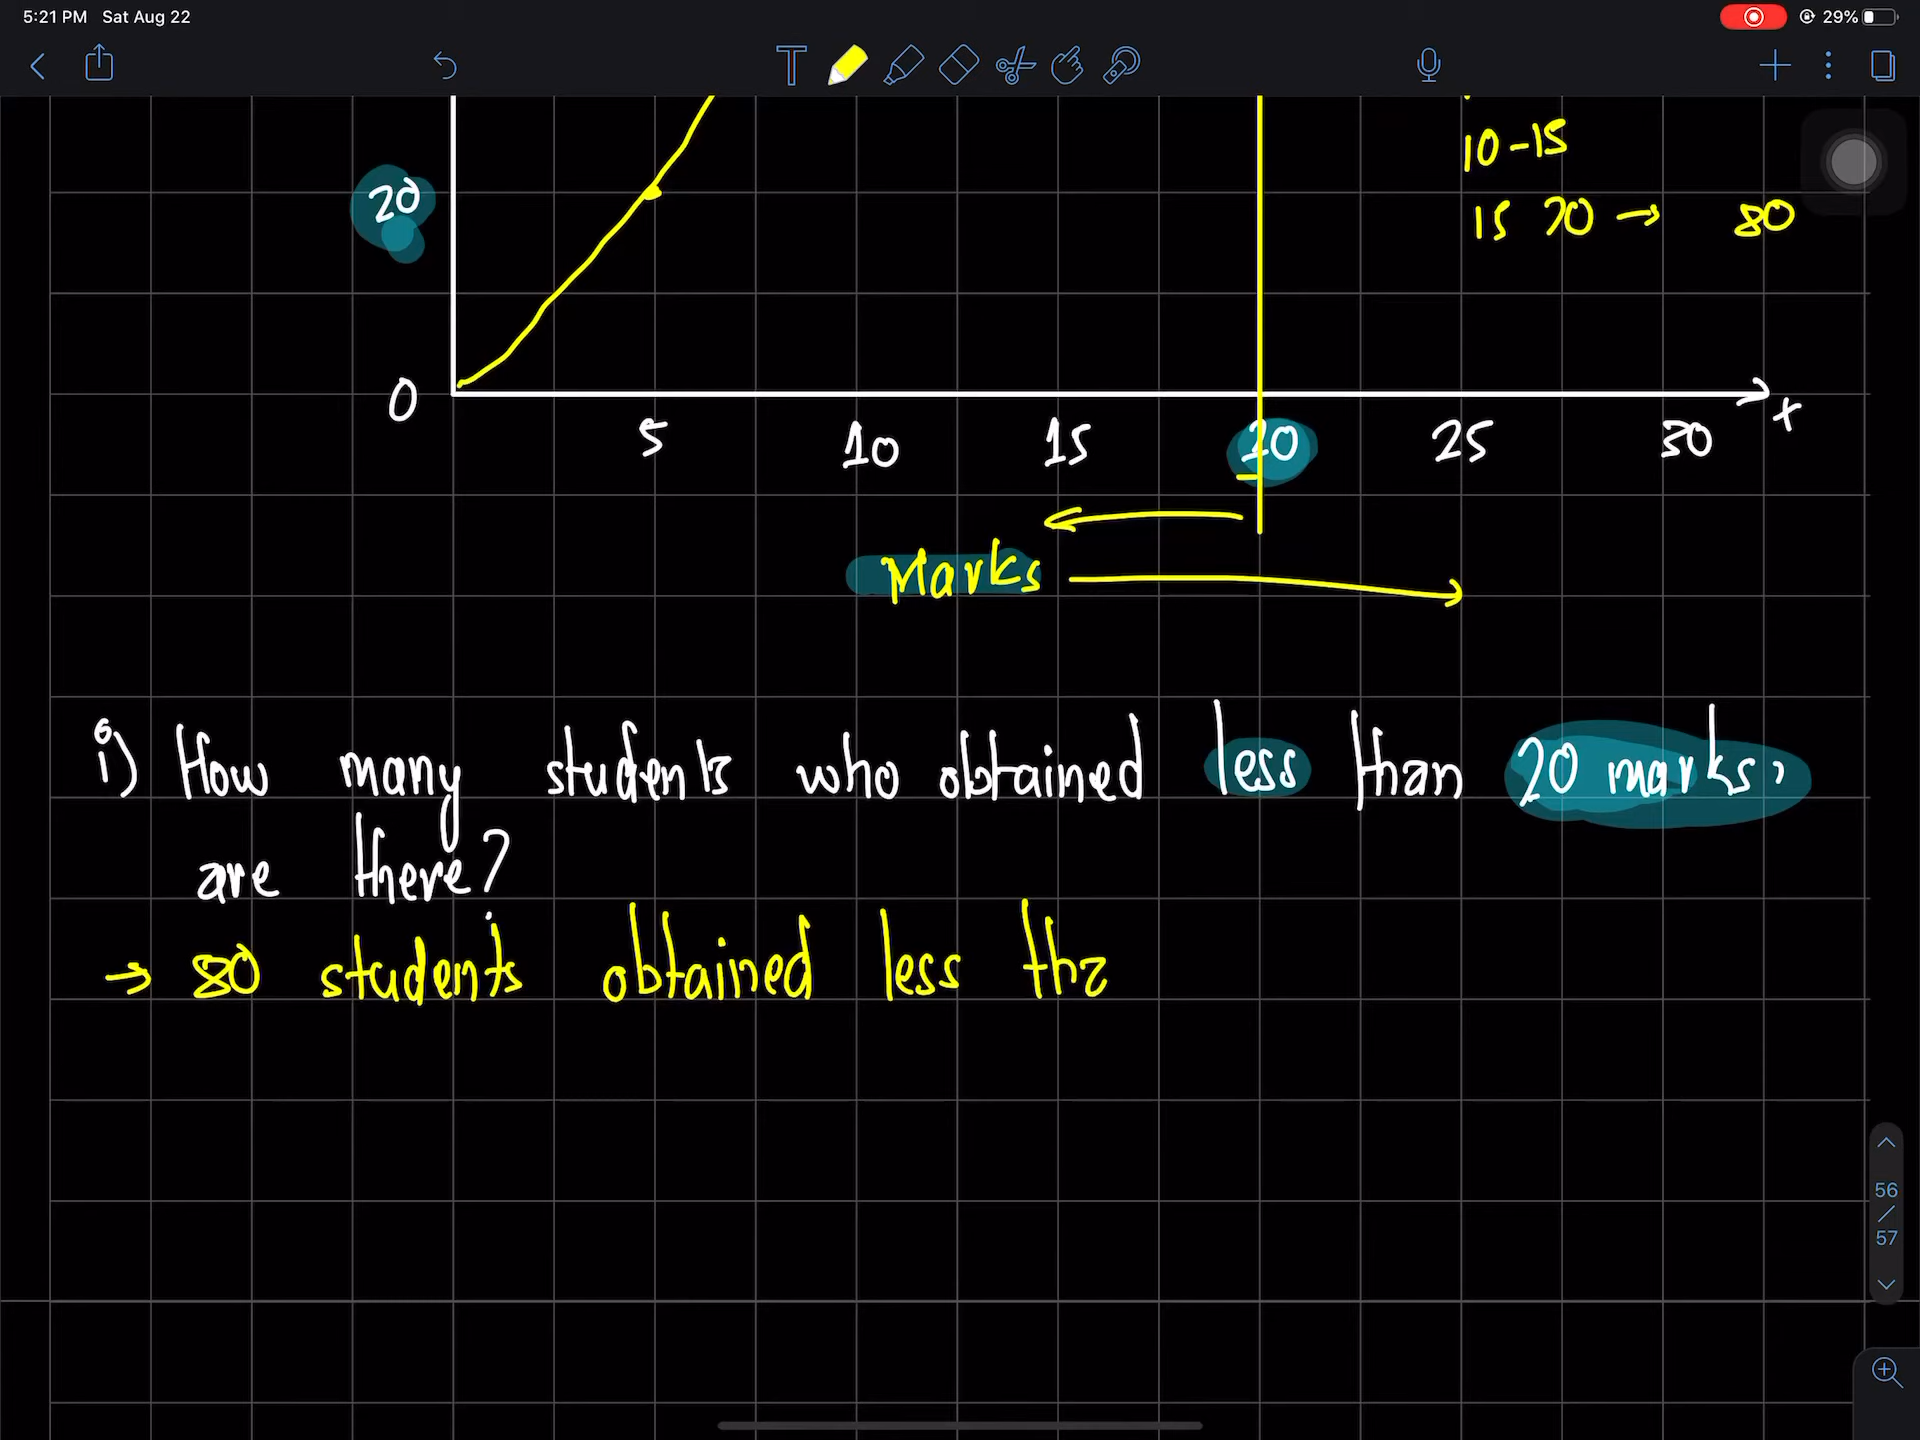 5:21 PM Sat Aug 22
29%
10-15
20
15 20 → 80
0
x
5 10 15 20 25 30
Marks
i) How many students who obtained less than 20 marks,
are there?
→ 80 students obtained less tha
56
/
57